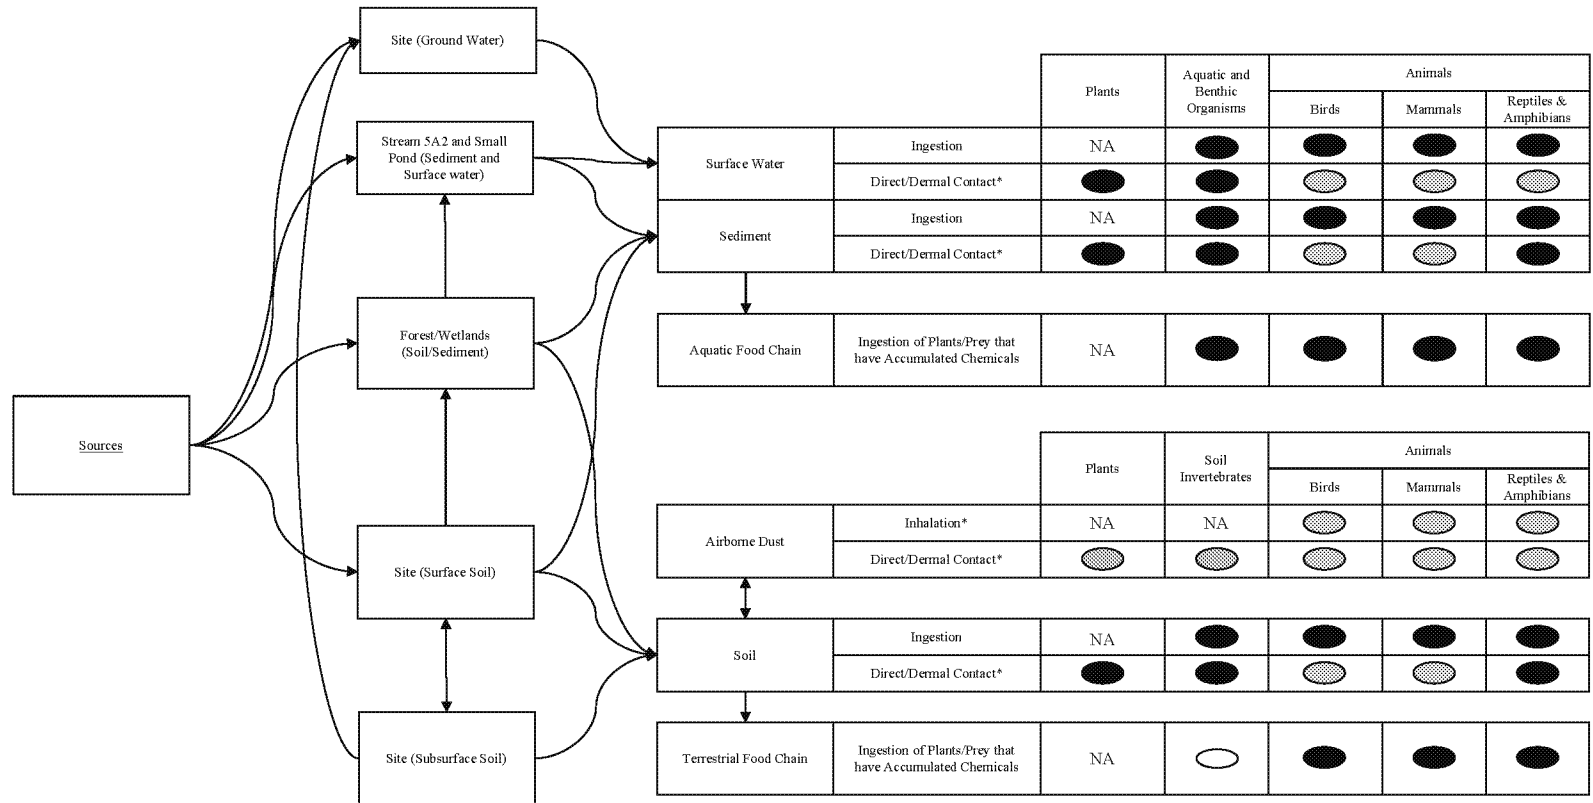 Site (Ground Water)
Stream 5A2 and Small
Pond (Sediment and
Surface water)
Forest/Wetlands
(Soil/Sediment)
Sources
Site (Surface Soil)
Site (Subsurface Soil)
Plants
Aquatic and
Benthic
Organisms
Animals
Birds
Mammals
Reptiles &
Amphibians
Surface Water
Ingestion
NA
Direct/Dermal Contact*
Sediment
Ingestion
NA
Direct/Dermal Contact*
Aquatic Food Chain
Ingestion of Plants/Prey that
have Accumulated Chemicals
NA
Plants
Soil
Invertebrates
Animals
Birds
Mammals
Reptiles &
Amphibians
Airborne Dust
Inhalation*
NA
NA
Direct/Dermal Contact*
Soil
Ingestion
NA
Direct/Dermal Contact*
Terrestrial Food Chain
Ingestion of Plants/Prey that
have Accumulated Chemicals
NA